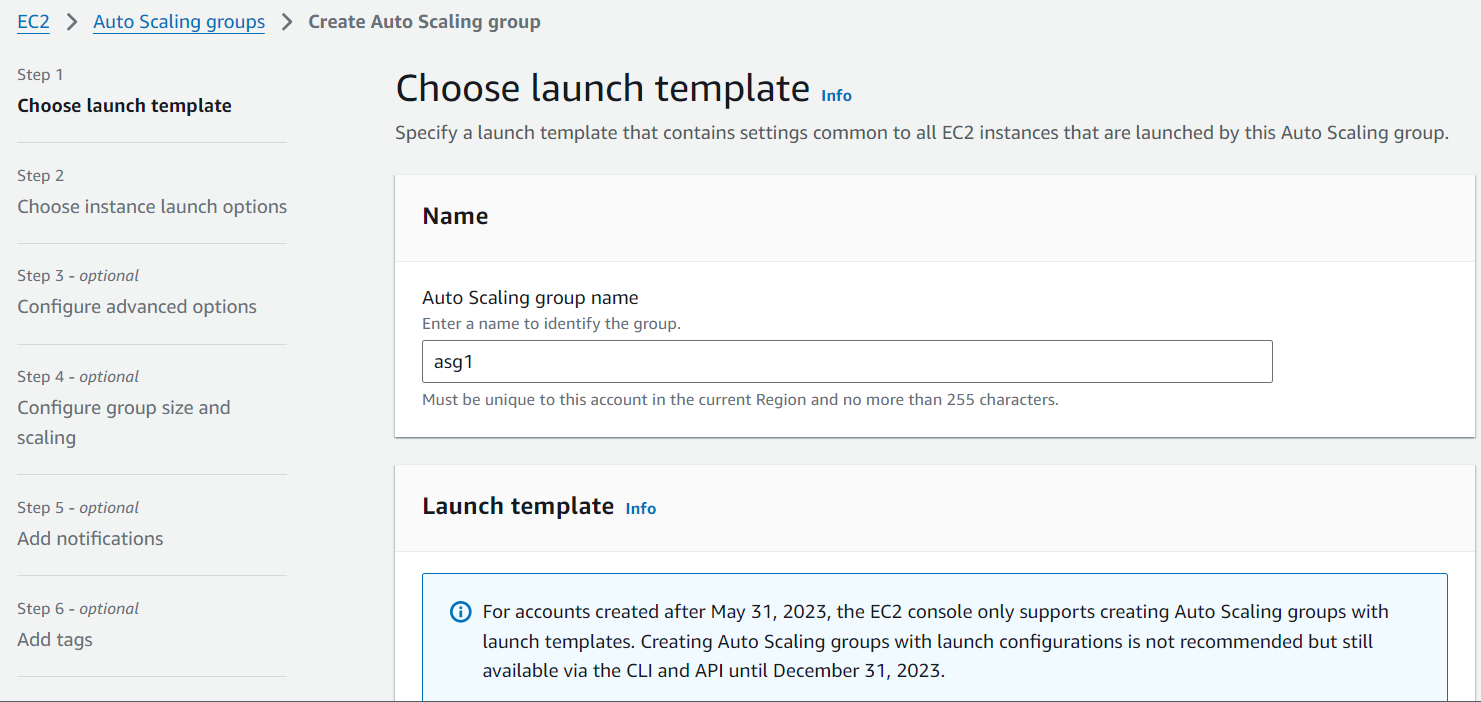 EC2 > Auto Scaling groups > Create Auto Scaling group
Step 1
Choose launch template
Step 2
Choose instance launch options
Step 3 - optional
Configure advanced options
Step 4 - optional
Configure group size and
scaling
Step 5 - optional
Add notifications
Step 6 - optional
Add tags
Choose launch template Info
Specify a launch template that contains settings common to all EC2 instances that are launched by this Auto Scaling group.
Name
Auto Scaling group name
Enter a name to identify the group.
asg1
Must be unique to this account in the current Region and no more than 255 characters.
Launch template Info
For accounts created after May 31, 2023, the EC2 console only supports creating Auto Scaling groups with
launch templates. Creating Auto Scaling groups with launch configurations is not recommended but still
available via the CLI and API until December 31, 2023.